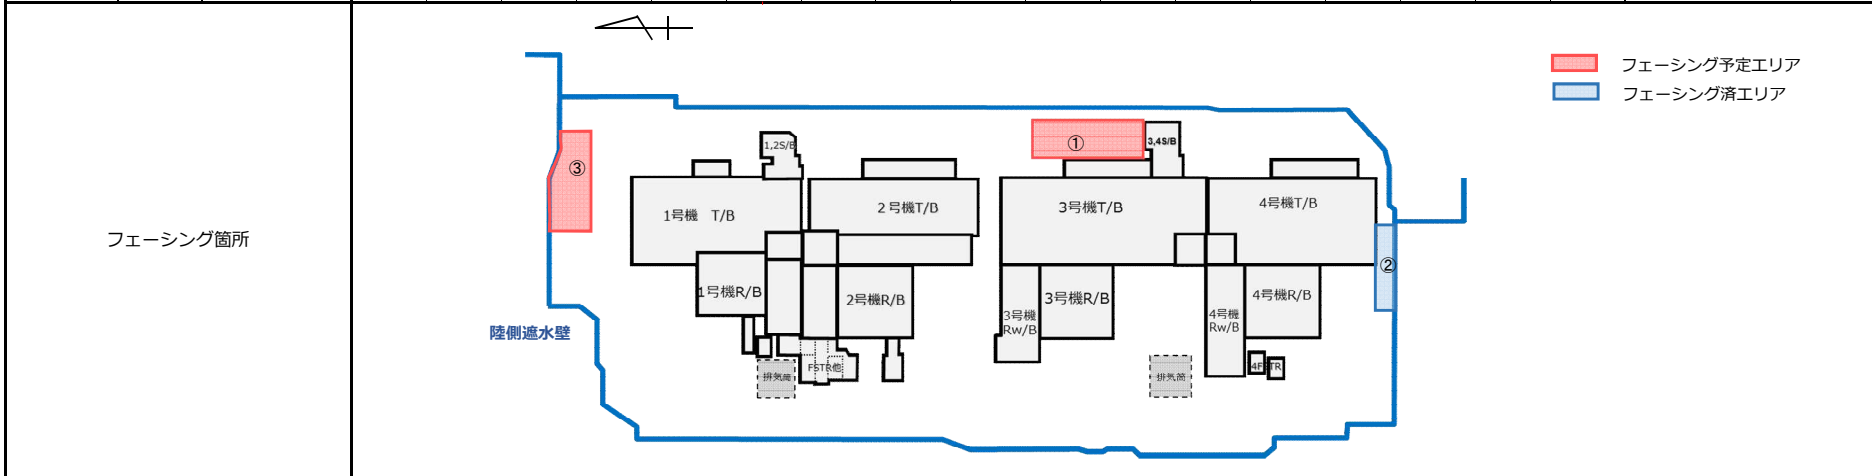 フェーシング箇所
フェーシング予定エリア
フェーシング済エリア
①
3,4S/B
1,2S/B
③
1号機 T/B
2号機T/B
3号機T/B
4号機T/B
②
1号機R/B
2号機R/B
3号機R/B
4号機R/B
3号機
Rw/B
4号機
Rw/B
陸側遮水壁
FSTR他
排気筒
排気筒
4FSTR